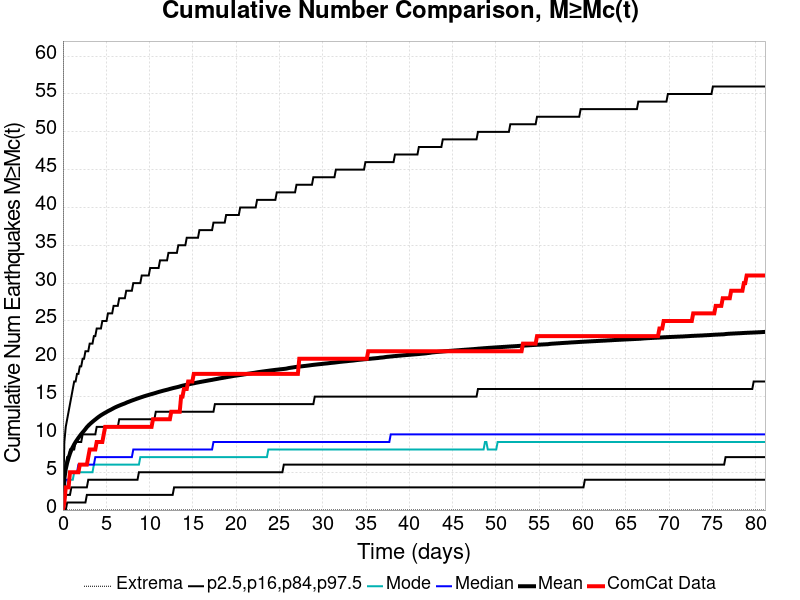 Cumulative Number Comparison, M≥Mc(t)
Cumulative Num Earthquakes M≥Mc(t)
60
55
50
45
40
35
30
25
20
15
10
5
0
0 5 10 15 20 25 30 35 40 45 50 55 60 65 70 75 80
Time (days)
Extrema p2.5,p16,p84,p97.5 Mode Median Mean ComCat Data